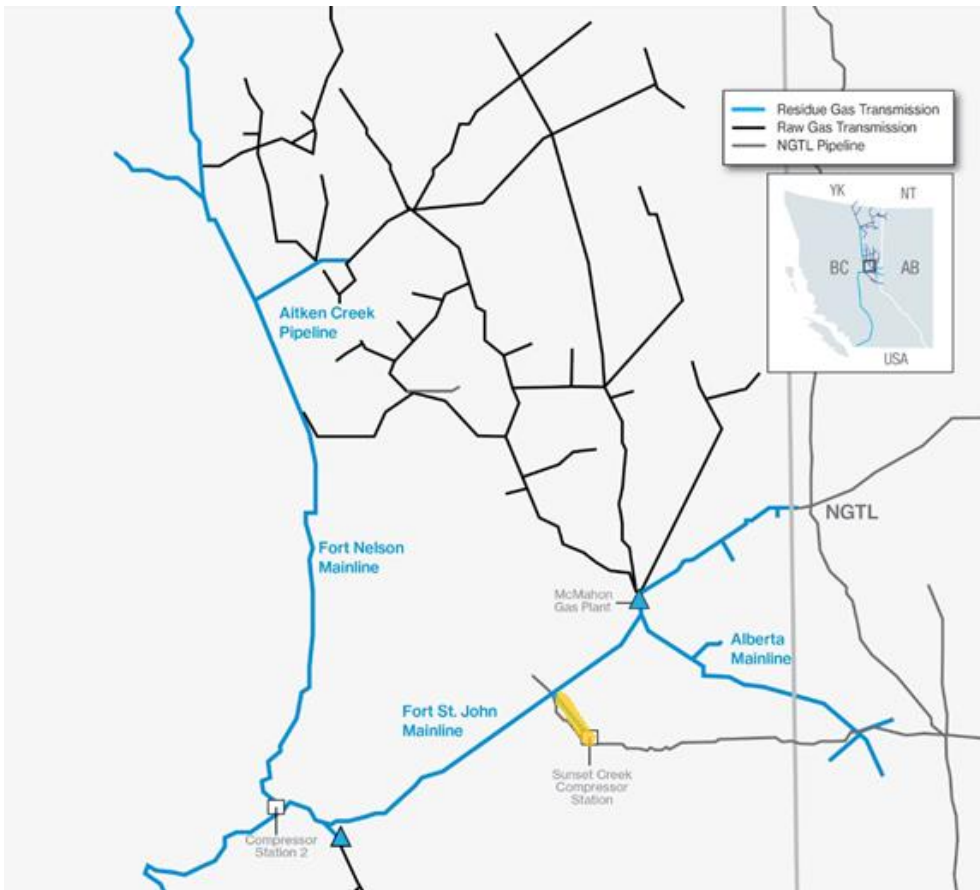 Residue Gas Transmission
Raw Gas Transmission
NGTL Pipeline
YK
NT
BC
AB
USA
Aitken Creek
Pipeline
NGTL
Fort Nelson
Mainline
McMahon
Gas Plant
Alberta
Mainline
Fort St. John
Mainline
Sunset Creek
Compressor
Station
Compressor
Station 2